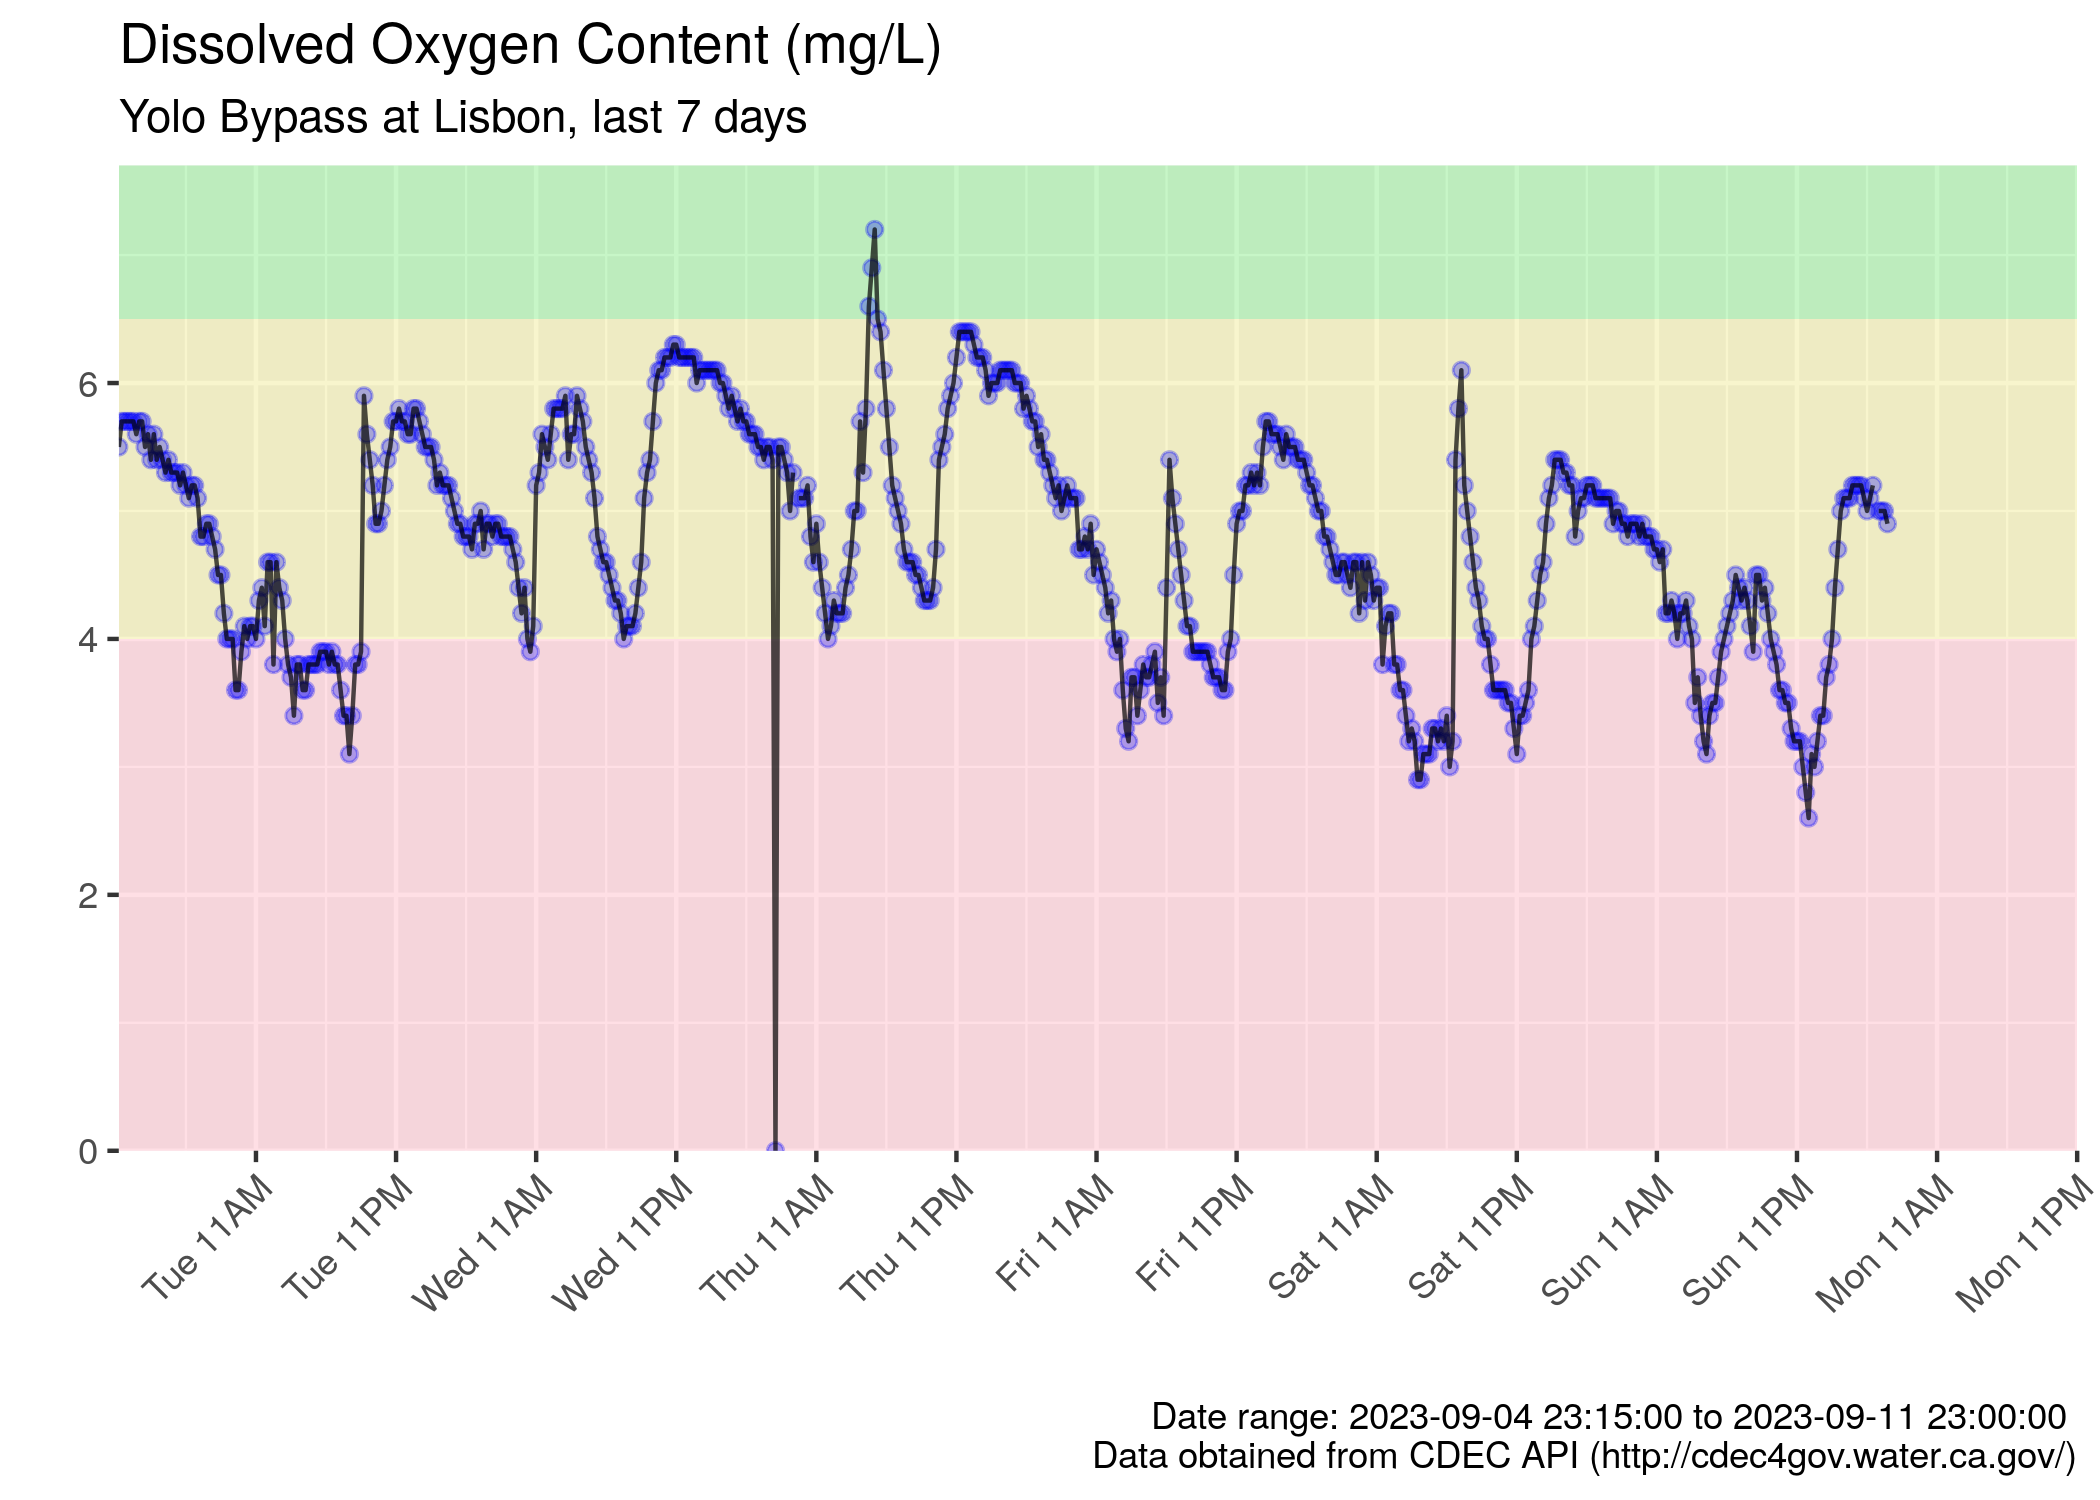 Dissolved Oxygen Content (mg/L)
Yolo Bypass at Lisbon, last 7 days
6
4
2
0
Tue 11AM
Tue 11PM
Wed 11AM
Wed 11PM
Thu 11AM
Thu 11PM
Fri 11AM
Fri 11PM
Sat 11AM
Sat 11PM
Sun 11AM
Sun 11PM
Mon 11AM
Mon 11PM
Date range: 2023-09-04 23:15:00 to 2023-09-11 23:00:00
Data obtained from CDEC API (http://cdec4gov.water.ca.gov/)